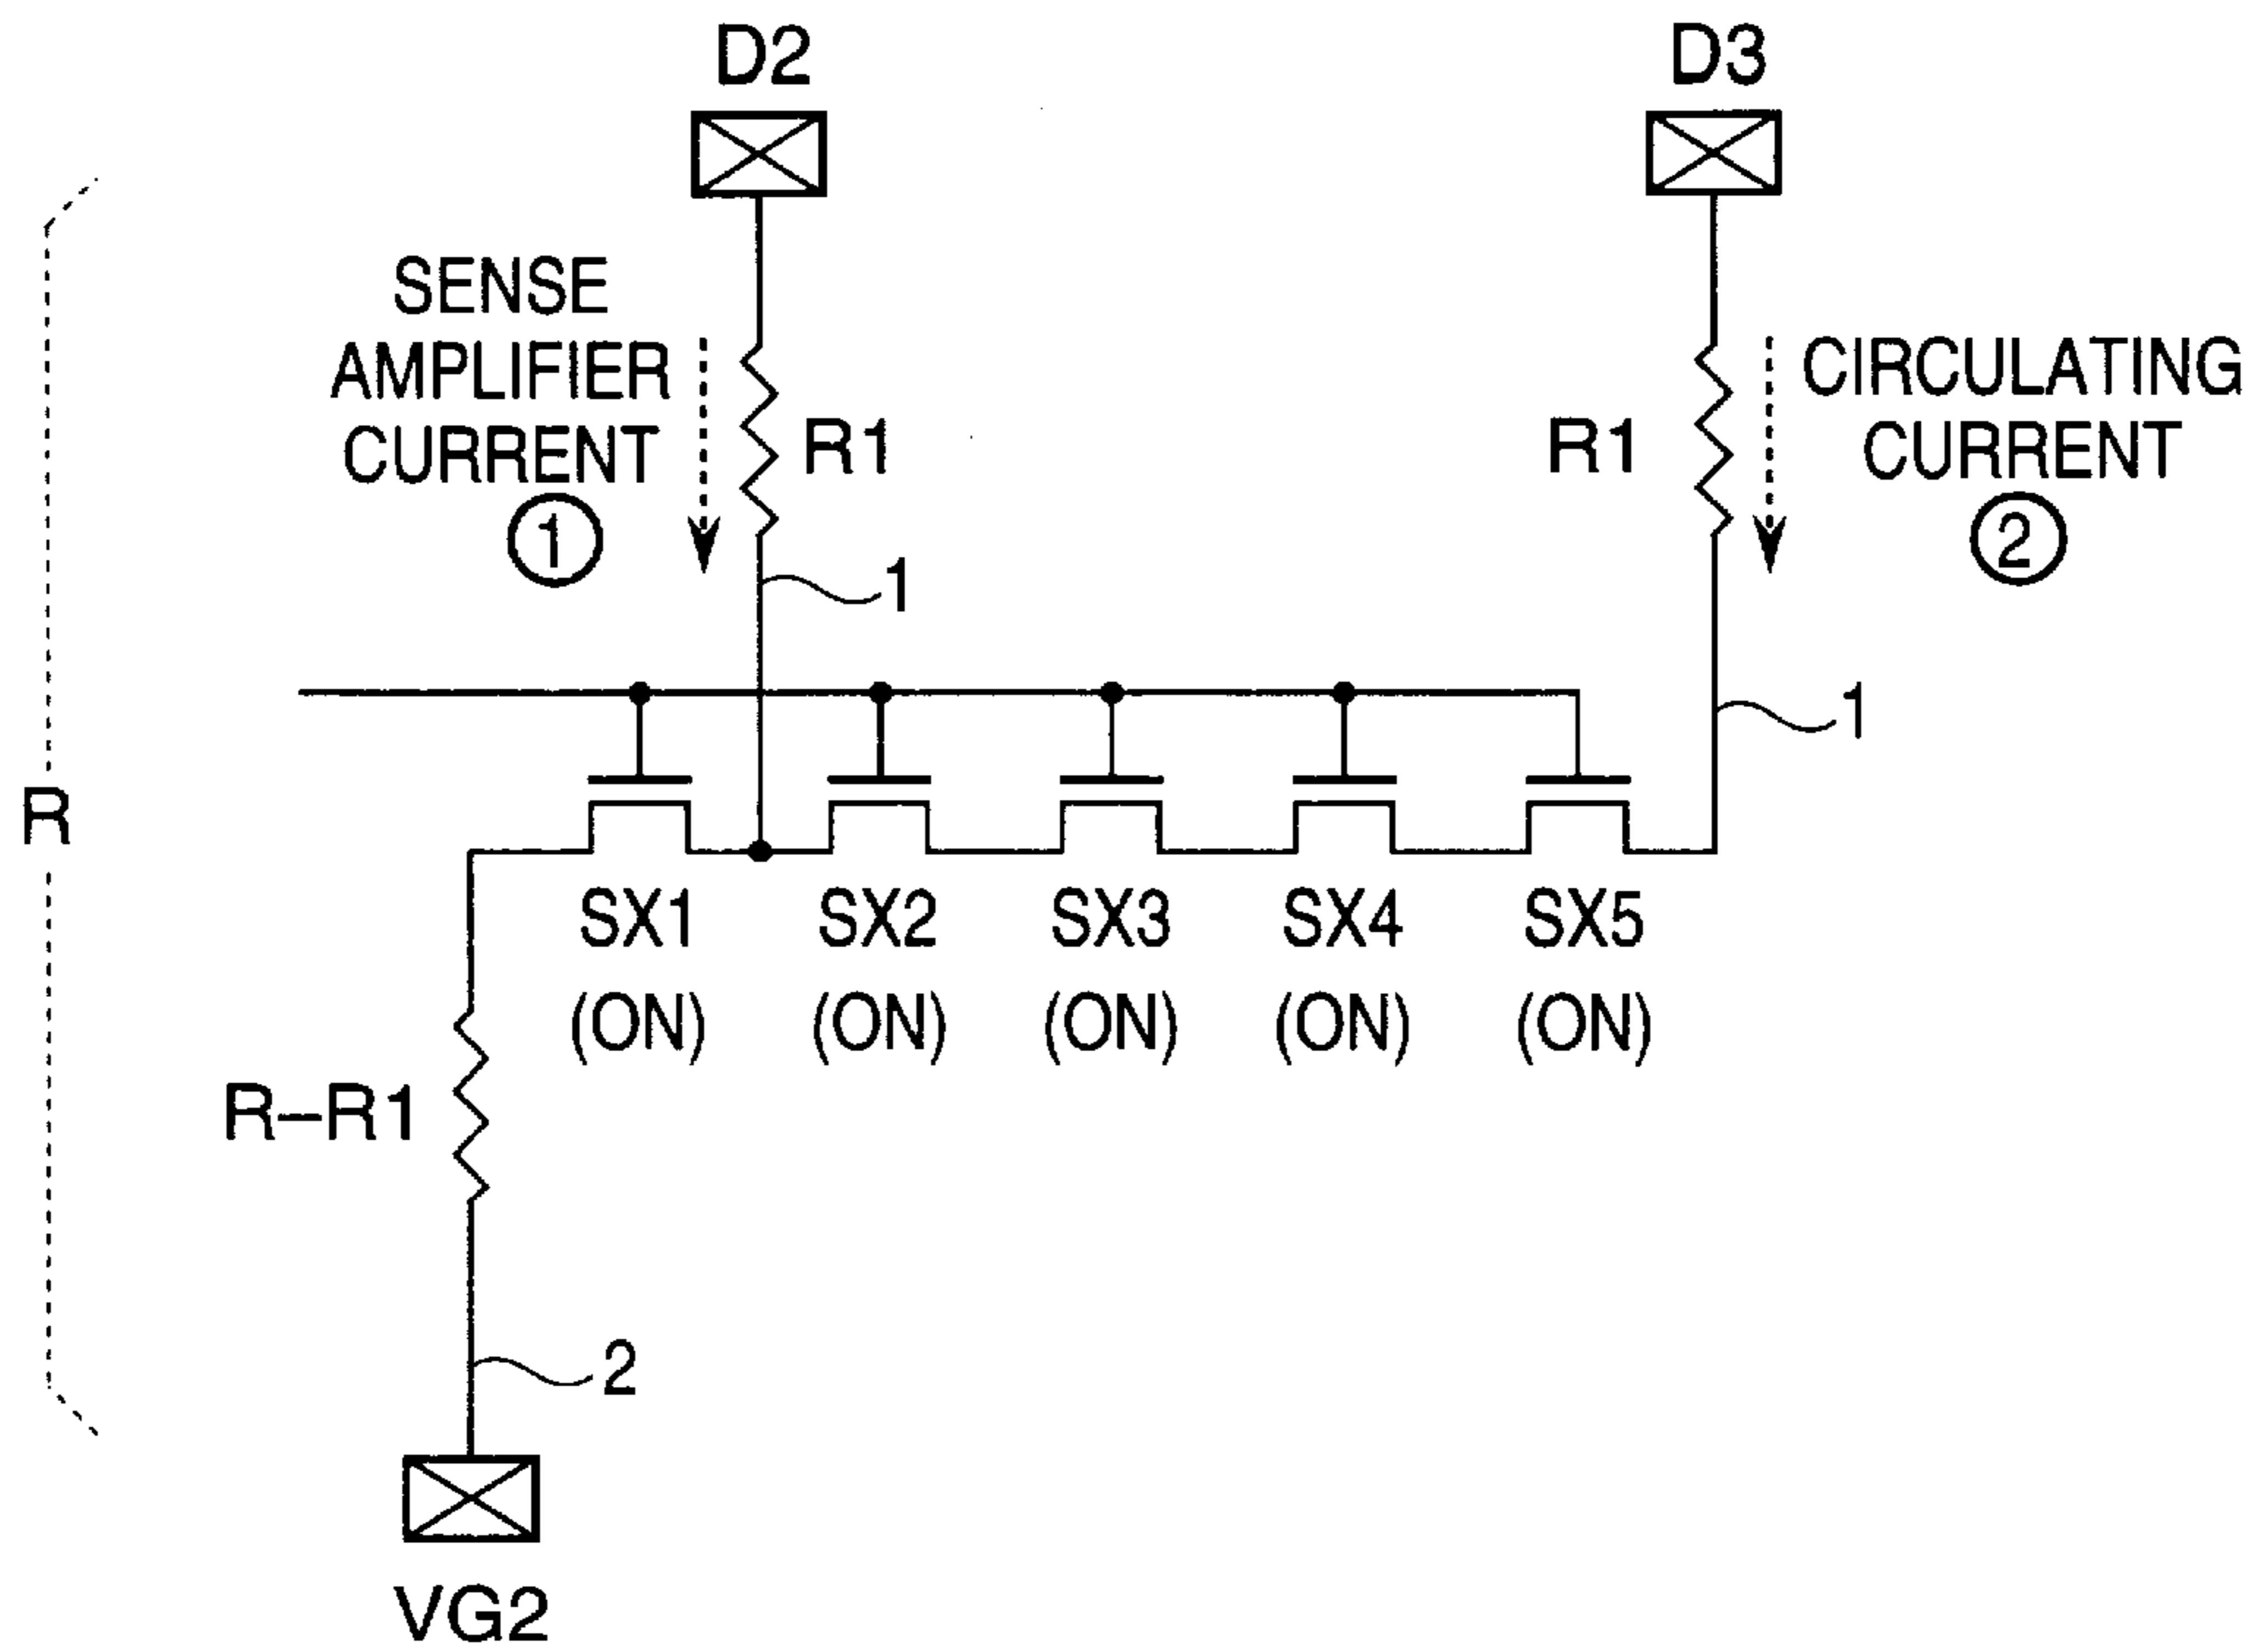 D2
D3
SENSE
AMPLIFIER
CURRENT
①
R1
R1
CIRCULATING
CURRENT
②
1
1
R
SX1
SX2
SX3
SX4
SX5
(ON)
(ON)
(ON)
(ON)
(ON)
R–R1
2
VG2